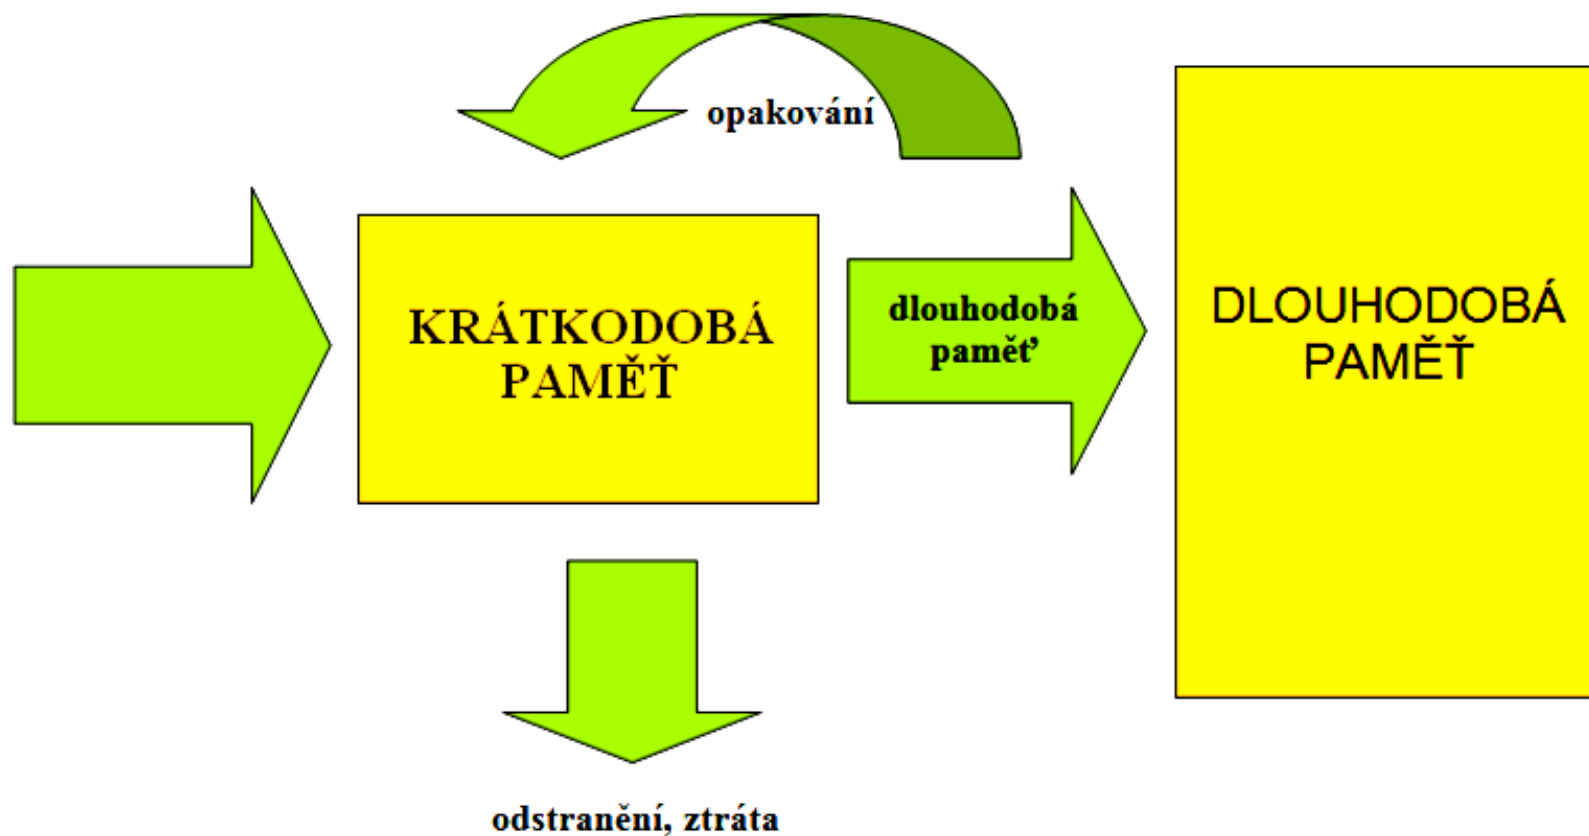 opakování
KRÁTKODOBÁ
PAMĚŤ
dlouhodobá
paměť
DLOUHODOBÁ
PAMĚŤ
odstranění, ztráta